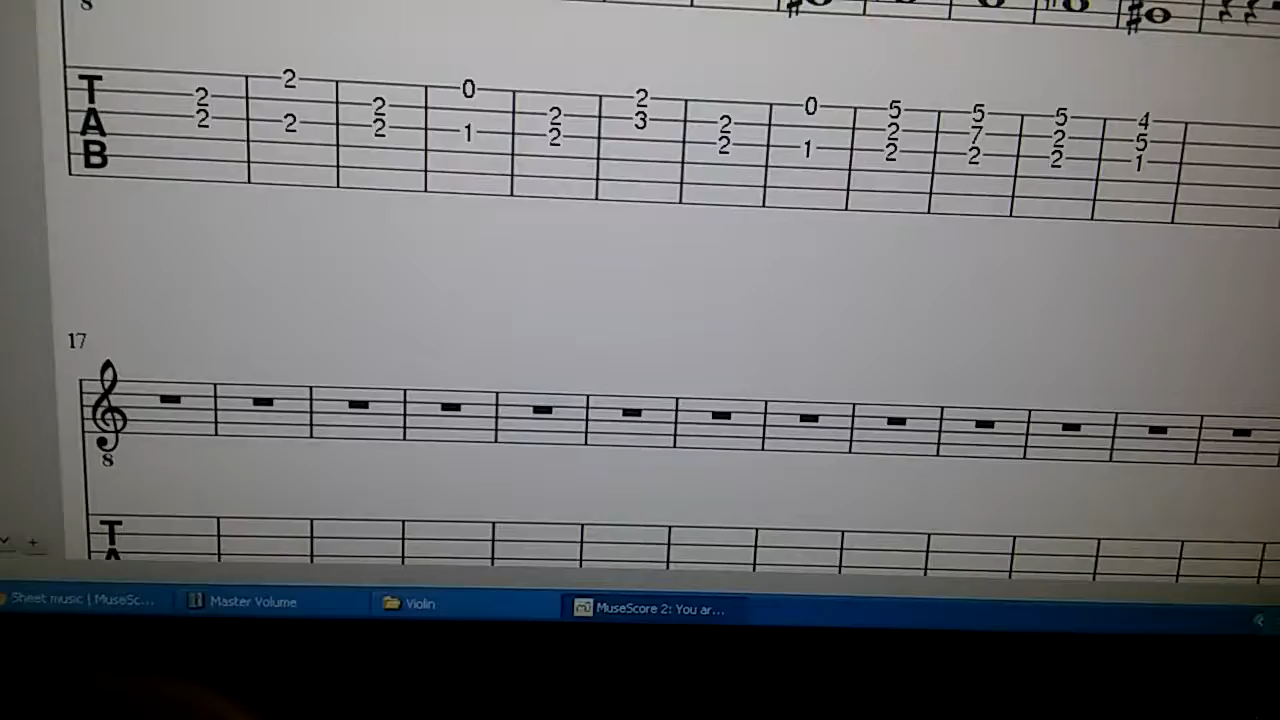 8
T A B
2 2 2 0 2 2 2 0 5 5 5 4
2 2 2 1 2 3 2 1 2 7 2 5
2 2 2 1
17
8
T
A
Sheet music | MuseSc... Master Volume Violin MuseScore 2: You ar...